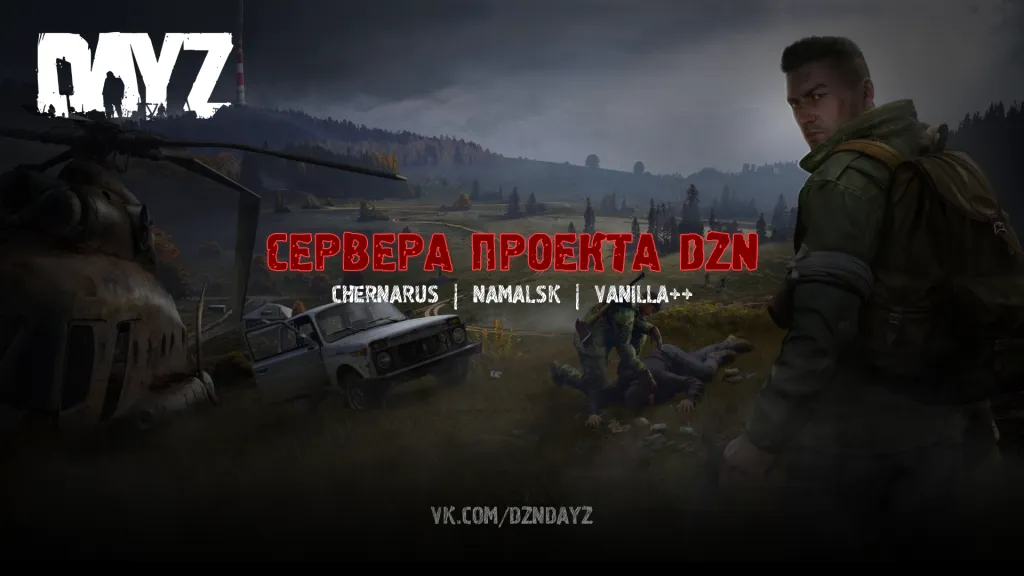 DAYZ
СЕРВЕРА ПРОЕКТА DZN
CHERNARUS | NAMALSK | VANILLA++
VK.COM/DZNDAYZ